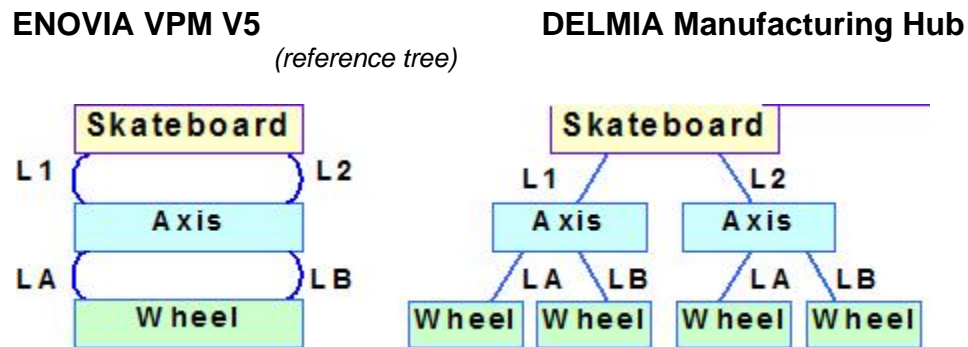 ENOVIA VPM V5 DELMIA Manufacturing Hub
(reference tree)
Skateboard Skateboard
L1 L2 L1 L2
Axis Axis Axis
LA LB LA LB LA LB
Wheel Wheel Wheel Wheel Wheel